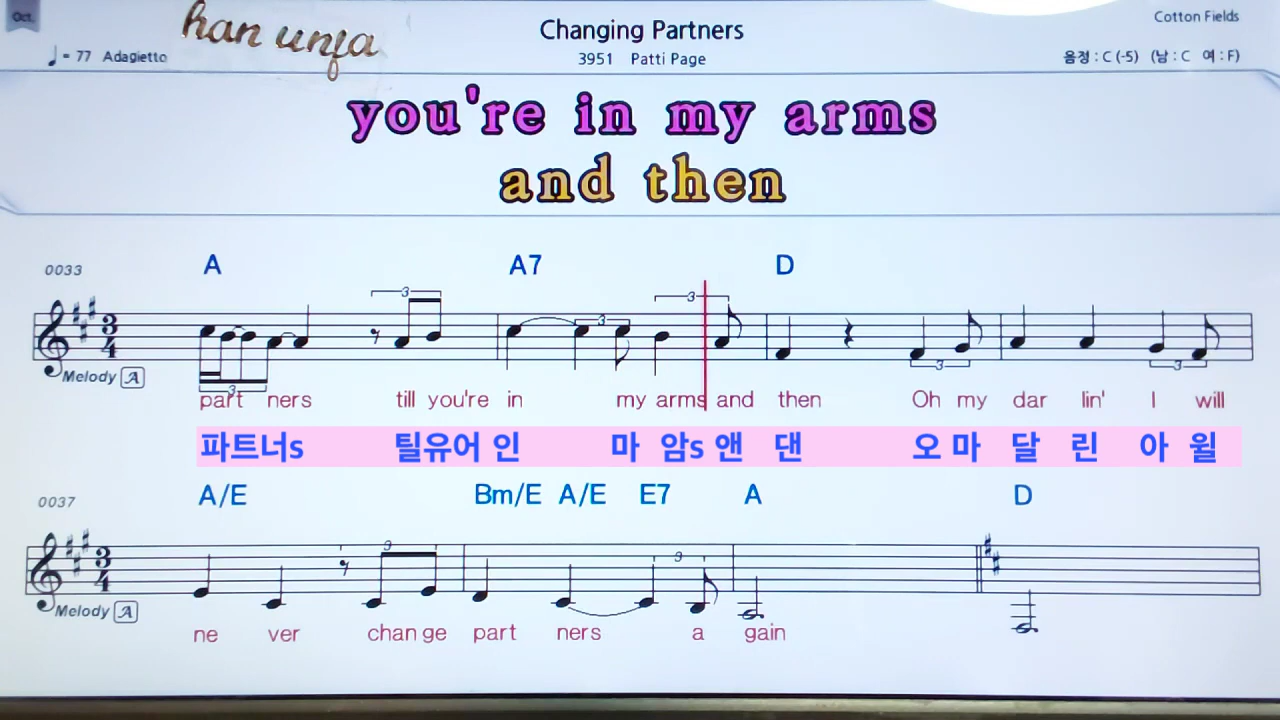 Oct.
han unja
Changing Partners
Cotton Fields
♩ = 77 Adagietto
3951 Patti Page
음정 : C (-5) (남 : C 여 : F)
you're in my arms
and then
0033
A A7 D
3 3 3 3 3 3
3
4
Melody A
part ners till you're in my arms and then Oh my dar lin' I will
파트너s 틸유어 인 마 암s 앤 댄 오 마 달 린 아 윌
0037
A/E Bm/E A/E E7 A D
3
4
Melody A
ne ver chan ge part ners a gain